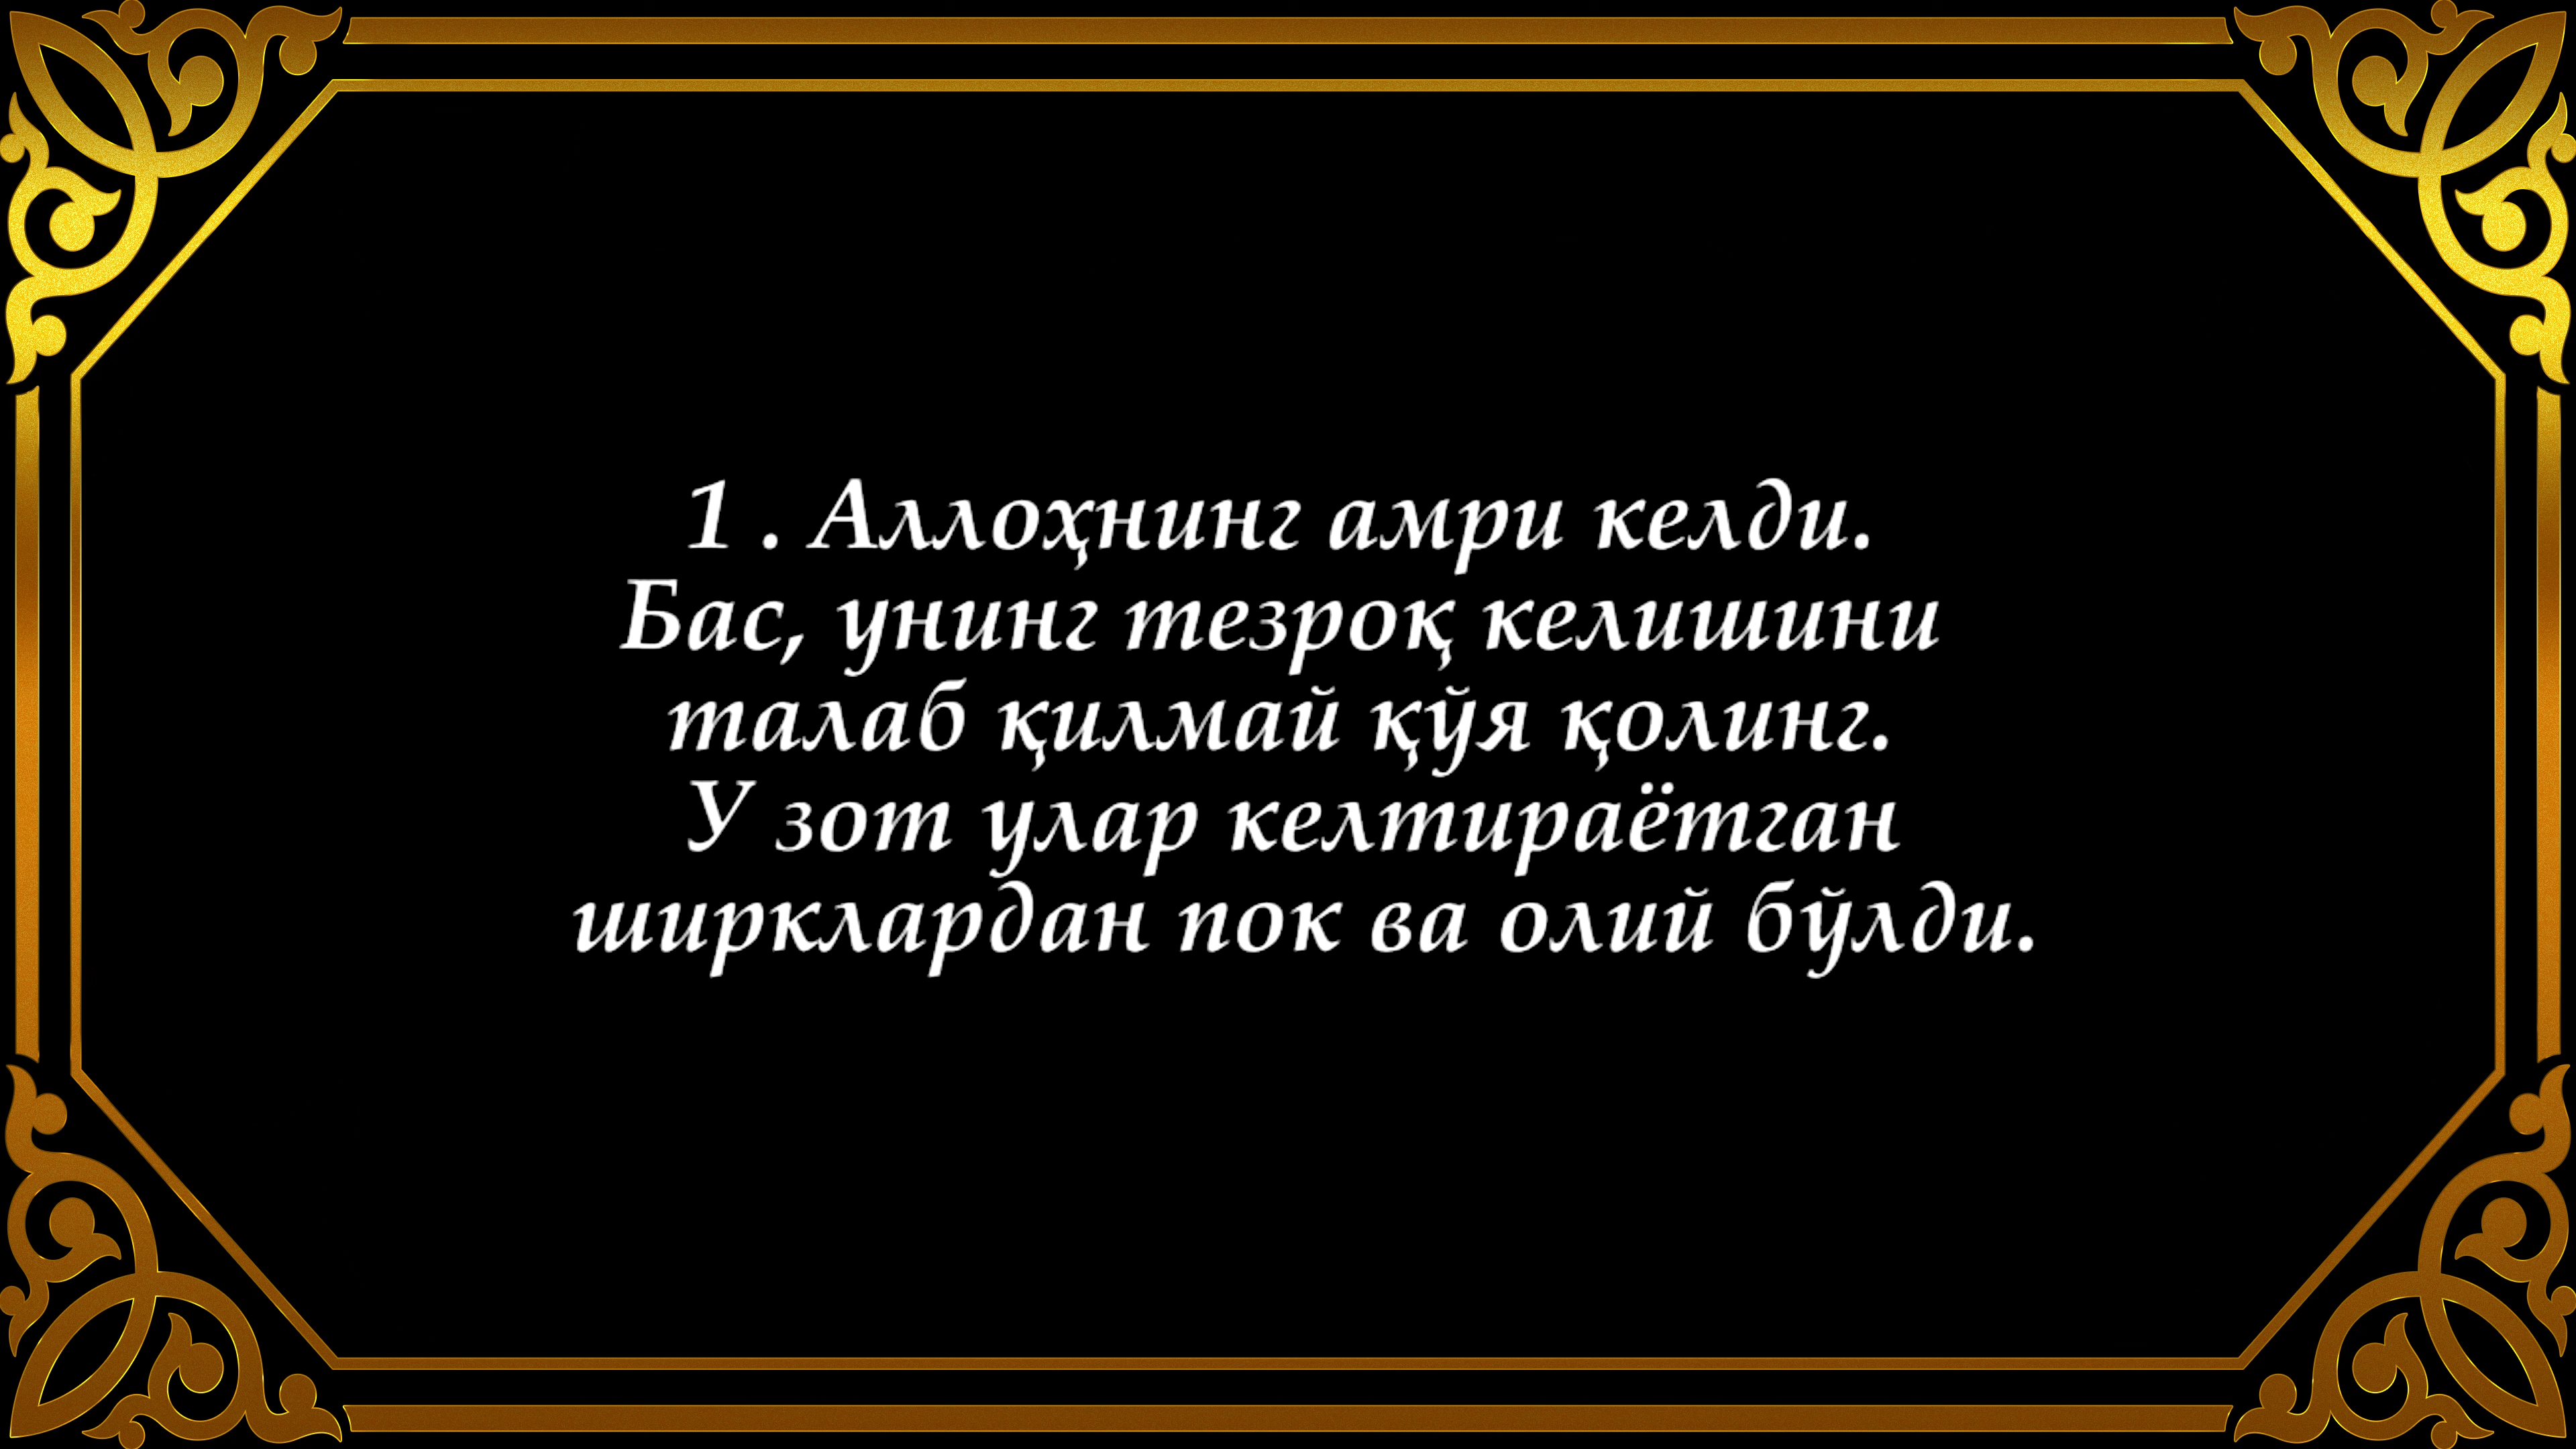 1 . Аллоҳнинг амри келди.
Бас, унинг тезроқ келишини
талаб қилмай қўя қолинг.
У зот улар келтираётган
ширклардан пок ва олий бўлди.